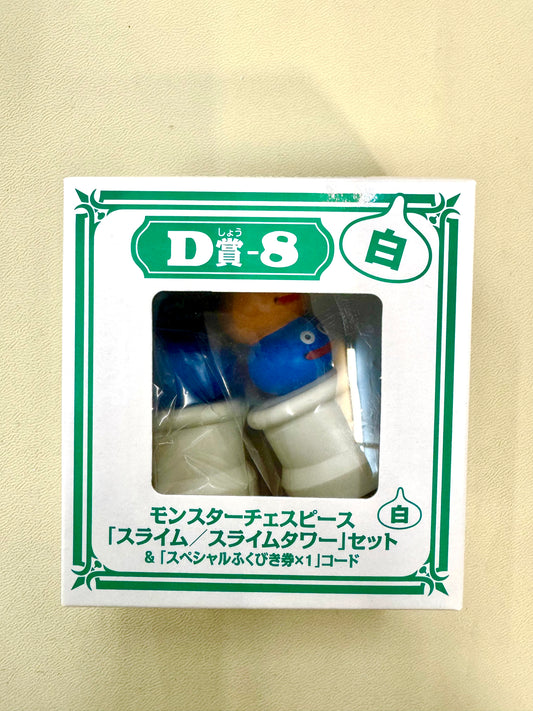 しょう
D賞-8
白
モンスターチェスピース
「スライム／スライムタワー」セット
白
&「スペシャルふくびき券×1」コード